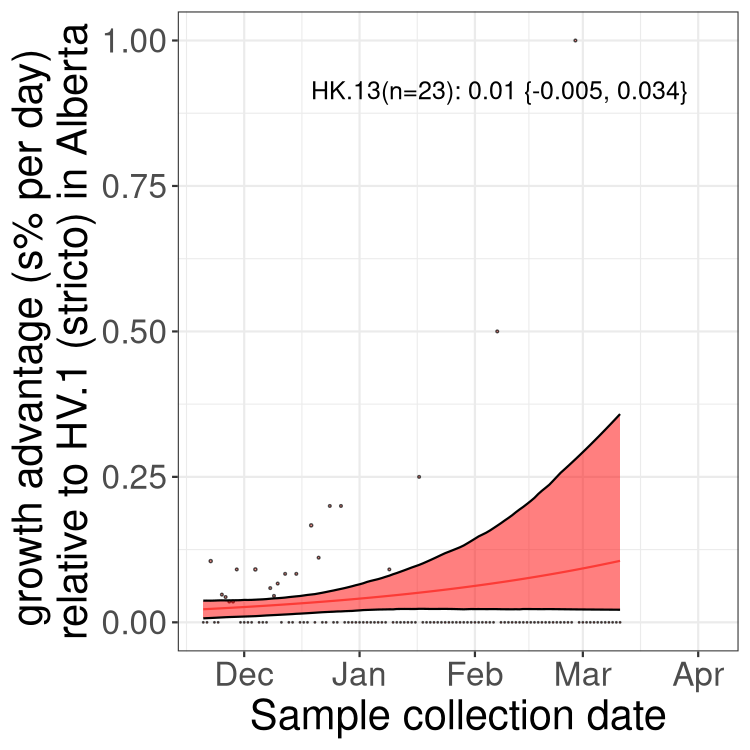 growth advantage (s% per day)
relative to HV.1 (stricto) in Alberta
1.00
0.75
0.50
0.25
0.00
HK.13(n=23): 0.01 {-0.005, 0.034}
Dec Jan Feb Mar Apr
Sample collection date